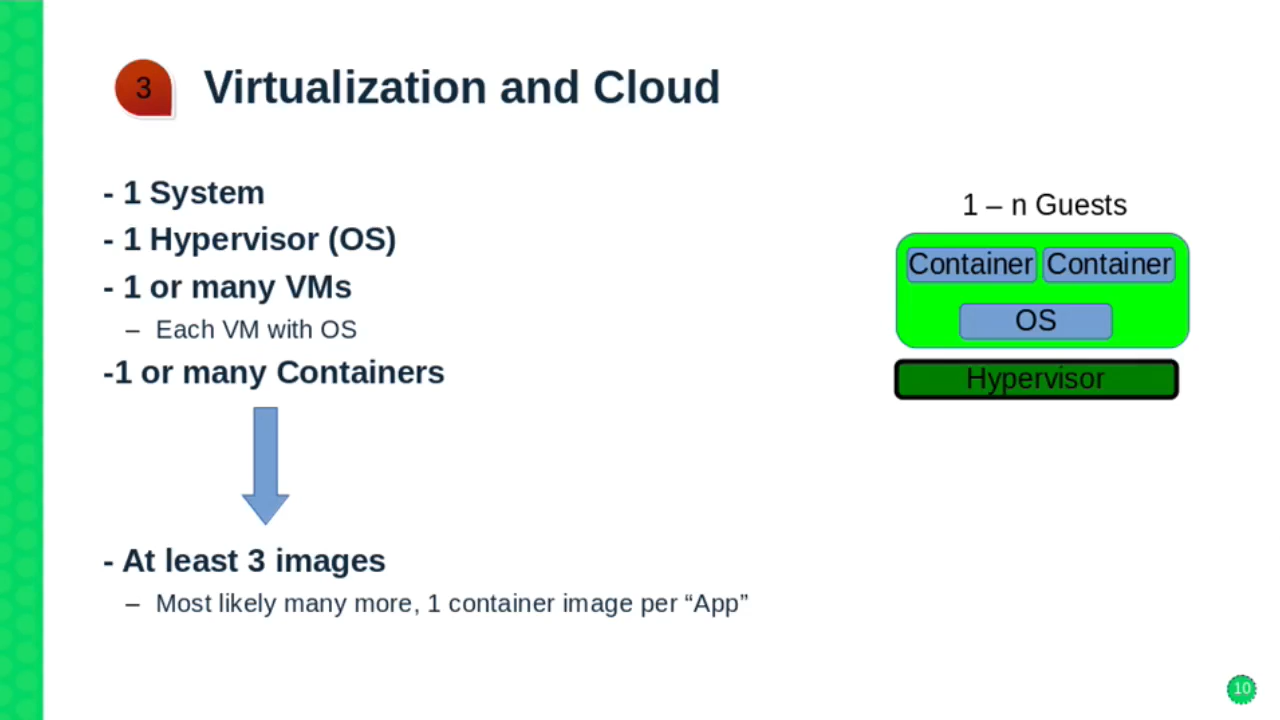 3 Virtualization and Cloud
- 1 System
- 1 Hypervisor (OS)
- 1 or many VMs
– Each VM with OS
-1 or many Containers
- At least 3 images
– Most likely many more, 1 container image per “App”
1 – n Guests
Container Container
OS
Hypervisor
10